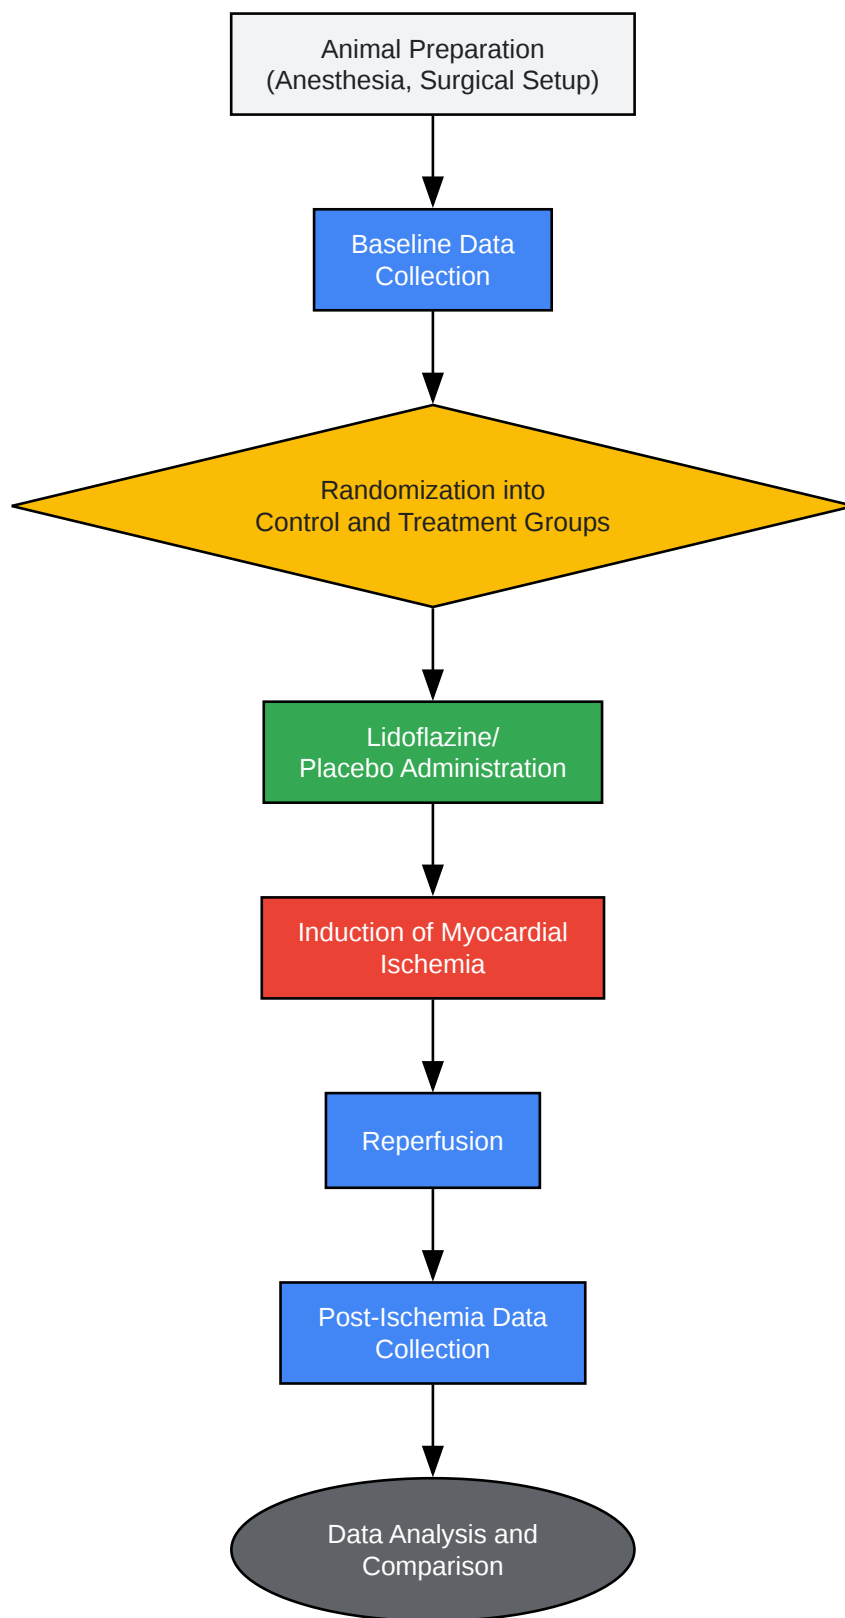 Animal Preparation
(Anesthesia, Surgical Setup)
Baseline Data
Collection
Randomization into
Control and Treatment Groups
Lidoflazine/
Placebo Administration
Induction of Myocardial
Ischemia
Reperfusion
Post-Ischemia Data
Collection
Data Analysis and
Comparison